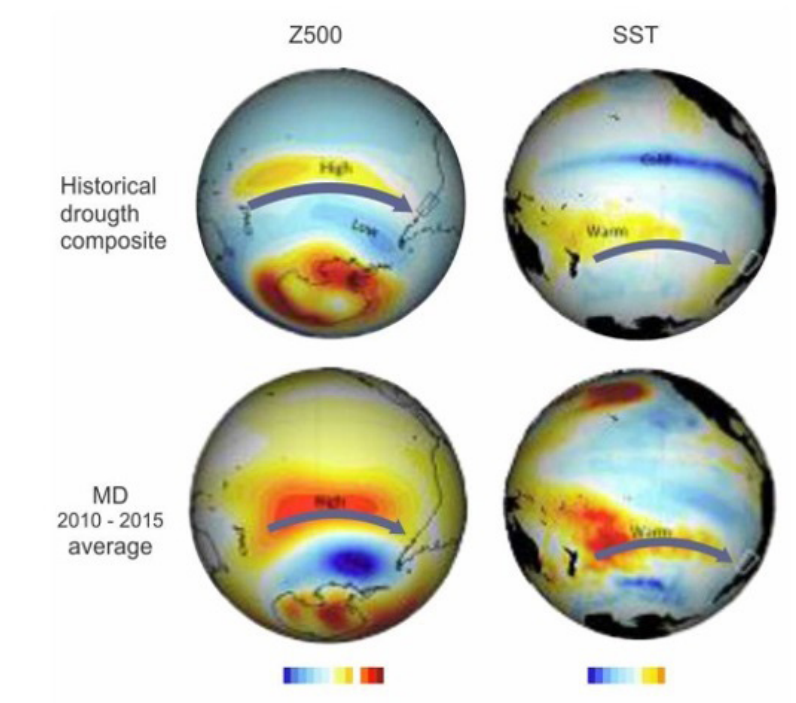 Z500
SST
Historical
drougth
composite
High
Low
Cold
Warm
MD
2010 - 2015
average
High
Warm